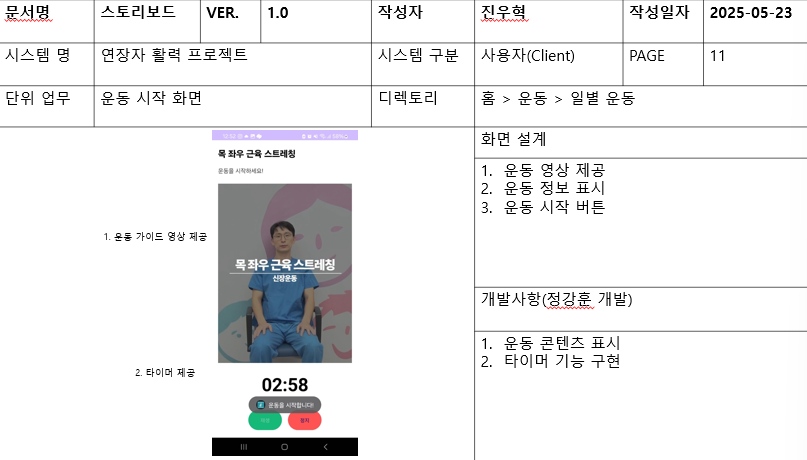 문서명 스토리보드 VER. 1.0 작성자 진우혁 작성일자 2025-05-23
시스템 명 연장자 활력 프로젝트 시스템 구분 사용자(Client) PAGE 11
단위 업무 운동 시작 화면 디렉토리 홈 > 운동 > 일별 운동
목 좌우 근육 스트레칭
운동을 시작하세요!
1. 운동 가이드 영상 제공
목 좌우 근육 스트레칭
신장운동
2. 타이머 제공
02:58
운동을 시작합니다!
화면 설계
1. 운동 영상 제공
2. 운동 정보 표시
3. 운동 시작 버튼
개발사항(정강훈 개발)
1. 운동 콘텐츠 표시
2. 타이머 기능 구현